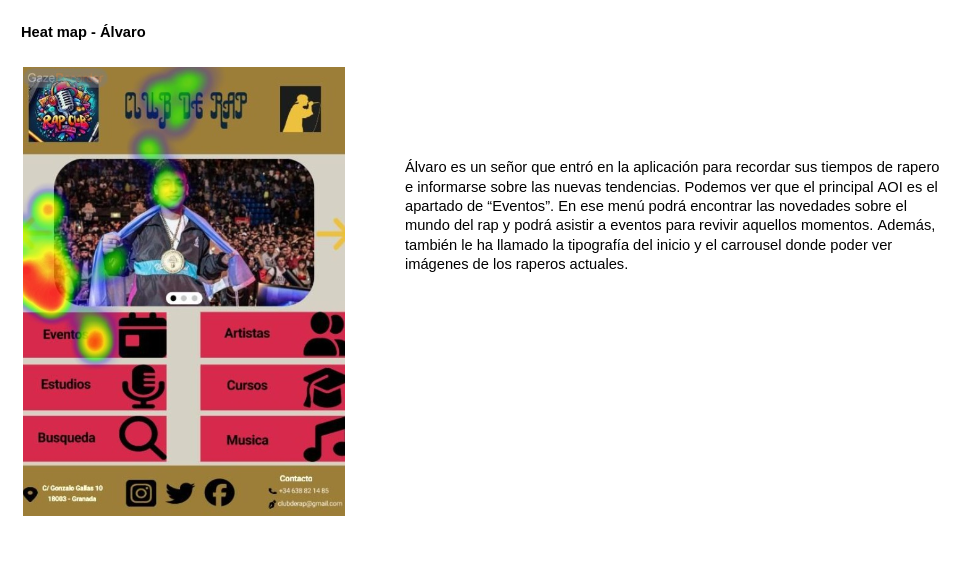 Heat map - Álvaro
Gaze
RAP CLUB
CLUB DE RAP
Álvaro es un señor que entró en la aplicación para recordar sus tiempos de rapero
e informarse sobre las nuevas tendencias. Podemos ver que el principal AOI es el
apartado de “Eventos”. En ese menú podrá encontrar las novedades sobre el
mundo del rap y podrá asistir a eventos para revivir aquellos momentos. Además,
también le ha llamado la tipografía del inicio y el carrousel donde poder ver
imágenes de los raperos actuales.
Eventos
Artistas
Estudios
Cursos
Busqueda
Musica
C/ Gonzalo Gallas 10
18003 - Granada
Contacto
+34 638 82 14 85
clubderap@gmail.com